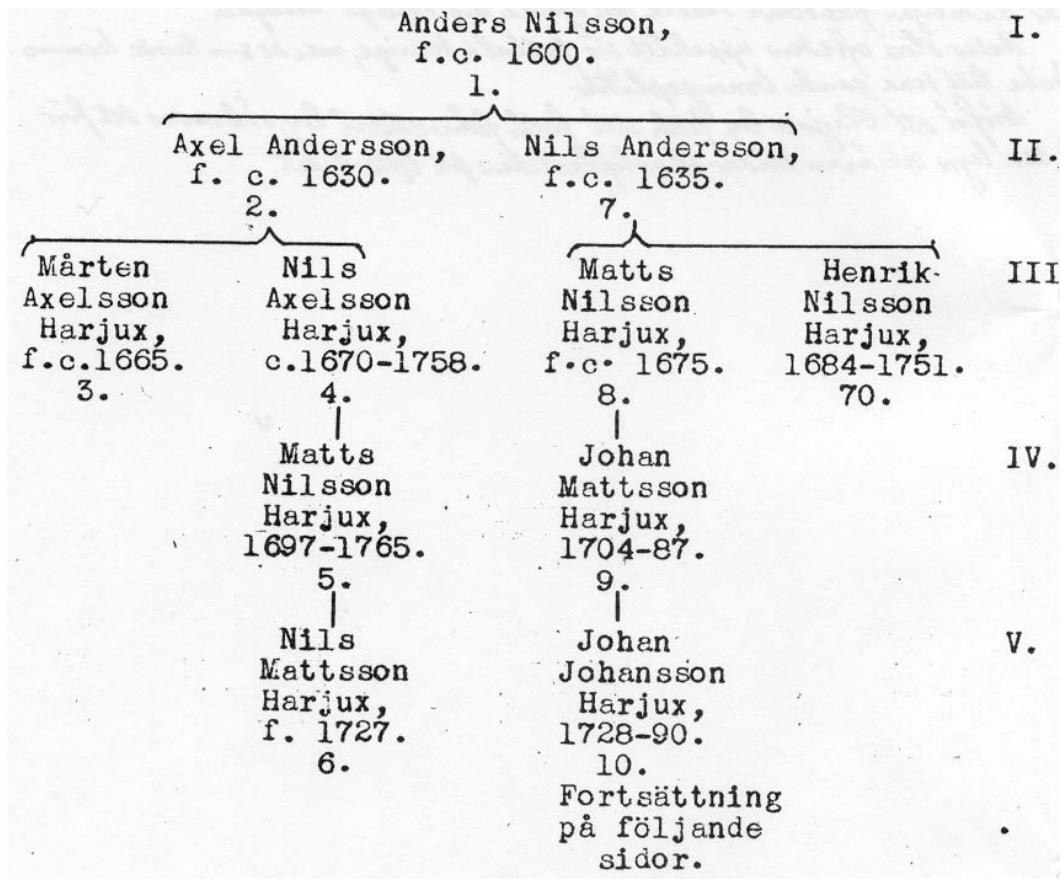 Anders Nilsson, I.
f.c. 1600.
1.
Axel Andersson, Nils Andersson, II.
f. c. 1630. f.c. 1635.
2. 7.
Mårten Nils Matts Henrik III
Axelsson Axelsson Nilsson Nilsson
Harjux, Harjux, Harjux, Harjux,
f.c.1665. c.1670-1758. f.c. 1675. 1684-1751.
3. 4. 8. 70.
Matts Johan IV.
Nilsson Mattsson
Harjux, Harjux,
1697-1765. 1704-87.
5. 9.
Nils Johan V.
Mattsson Johansson
Harjux, Harjux,
f. 1727. 1728-90.
6. 10.
Fortsättning
på följande
sidor.